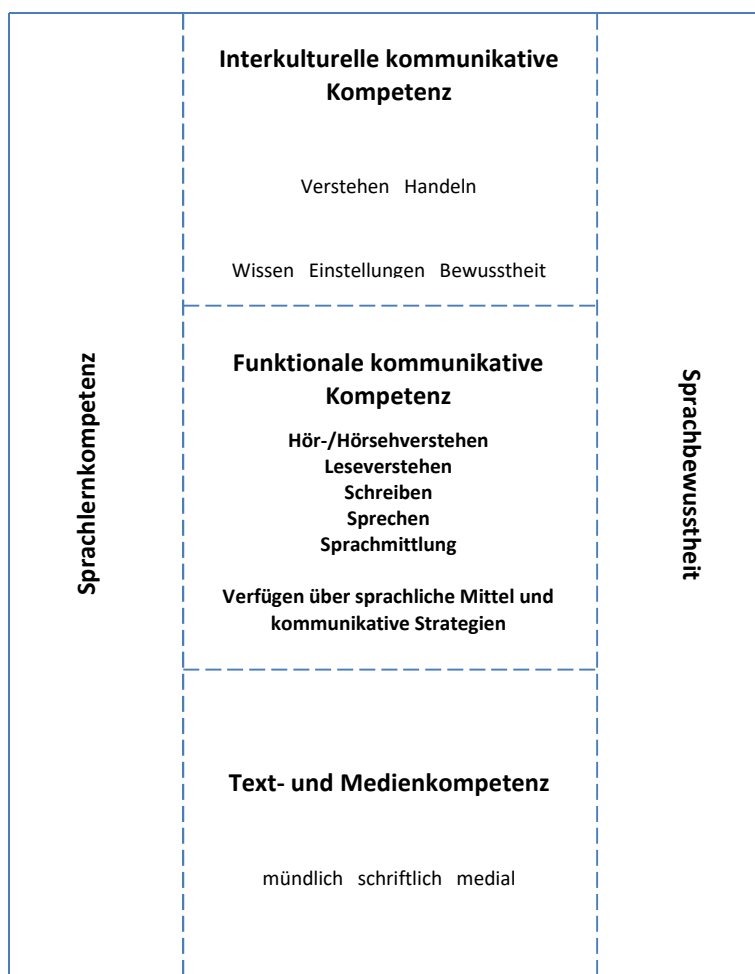 Interkulturelle kommunikative
Kompetenz
Verstehen Handeln
Wissen Einstellungen Bewusstheit
Sprachlernkompetenz
Funktionale kommunikative
Kompetenz
Hör-/Hörsehverstehen
Leseverstehen
Schreiben
Sprechen
Sprachmittlung
Verfügen über sprachliche Mittel und
kommunikative Strategien
Sprachbewusstheit
Text- und Medienkompetenz
mündlich schriftlich medial